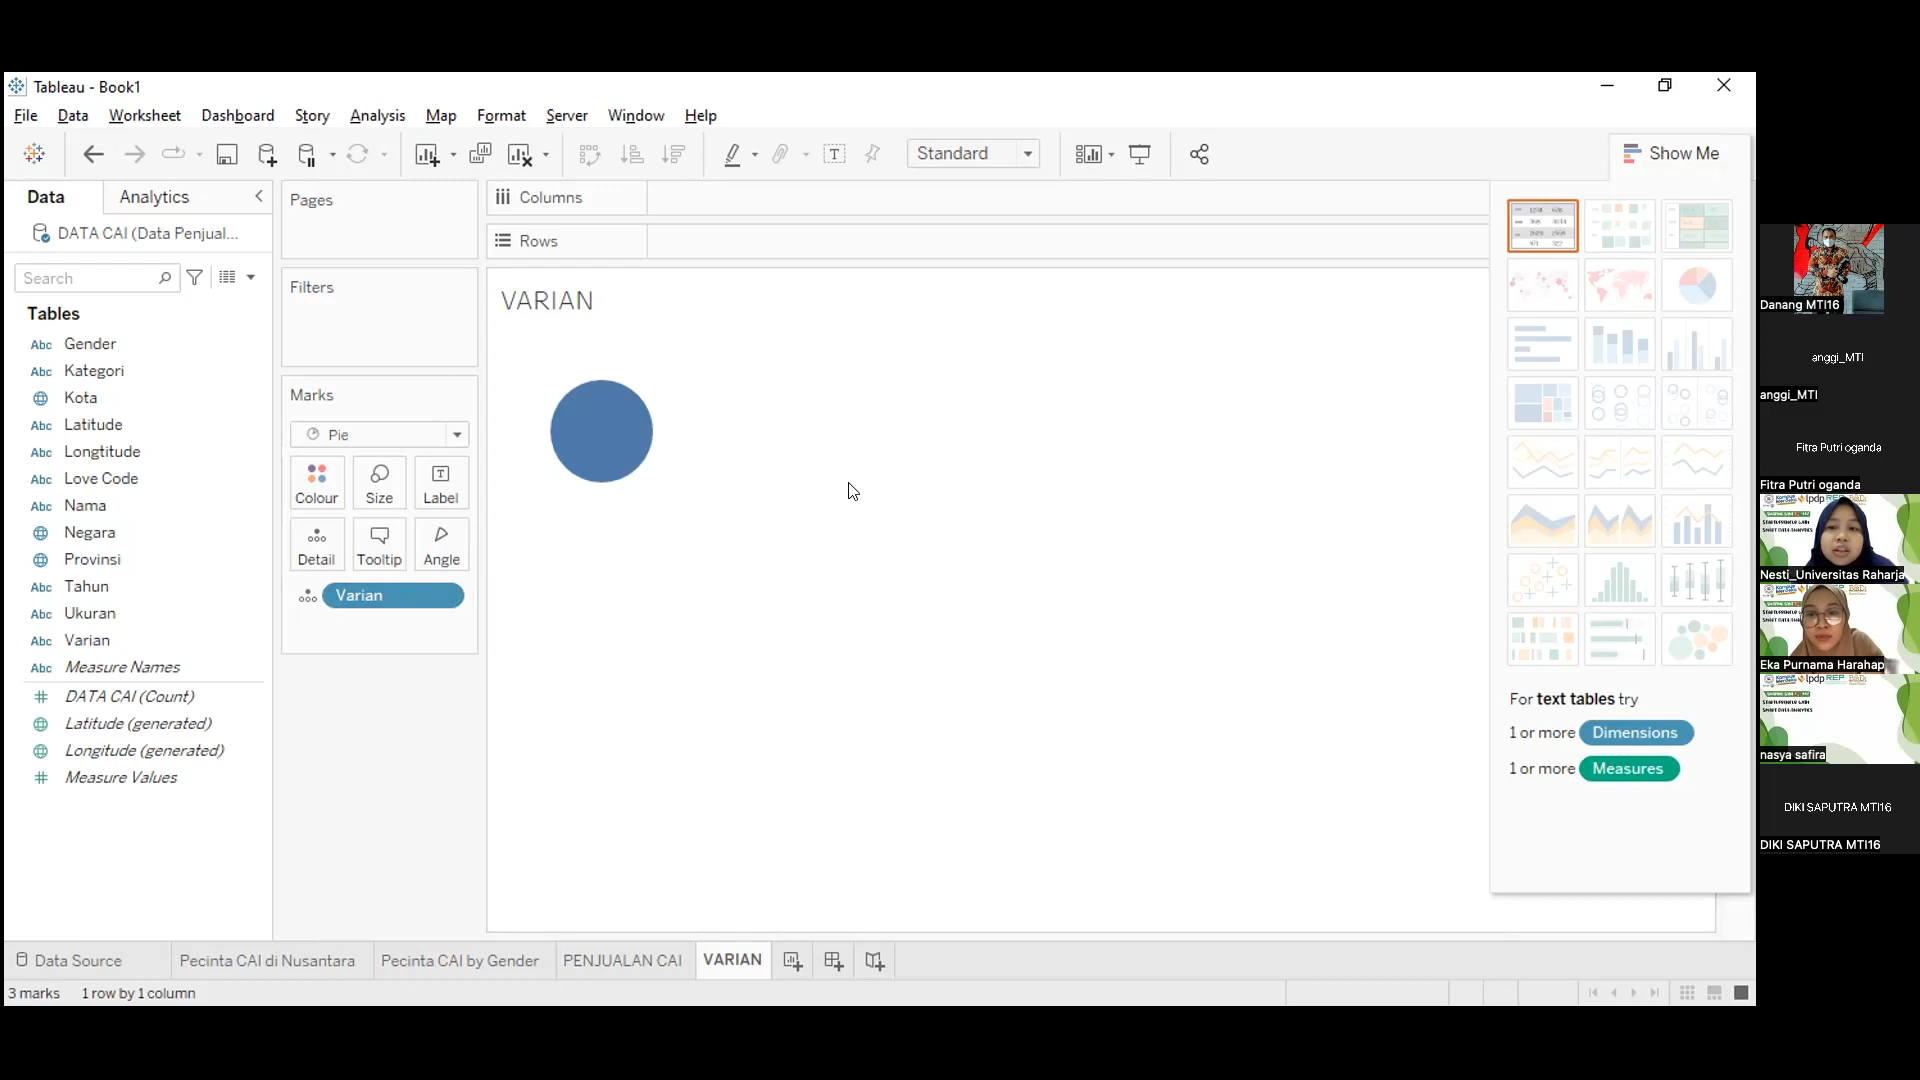 Tableau - Book1
File Data Worksheet Dashboard Story Analysis Map Format Server Window Help
Standard
Show Me
Data
Analytics
DATA CAI (Data Penjual...
Search
Tables
Abc Gender
Abc Kategori
Kota
Abc Latitude
Abc Longtitude
Abc Love Code
Abc Nama
Negara
Provinsi
Abc Tahun
Abc Ukuran
Abc Varian
Abc Measure Names
DATA CAI (Count)
Latitude (generated)
Longitude (generated)
Measure Values
Pages
Filters
Marks
Pie
Colour
Size
Label
Detail
Tooltip
Angle
Varian
Columns
Rows
VARIAN
For text tables try
1 or more Dimensions
1 or more Measures
Data Source
Pecinta CAI di Nusantara
Pecinta CAI by Gender
PENJUALAN CAI
VARIAN
3 marks
1 row by 1 column
Danang MTI16
anggi_MTI
anggi_MTI
Fitra Putri oganda
Fitra Putri oganda
Nesti_Universitas Raharja
Eka Purnama Harahap
nasya safira
DIKI SAPUTRA MTI16
DIKI SAPUTRA MTI16